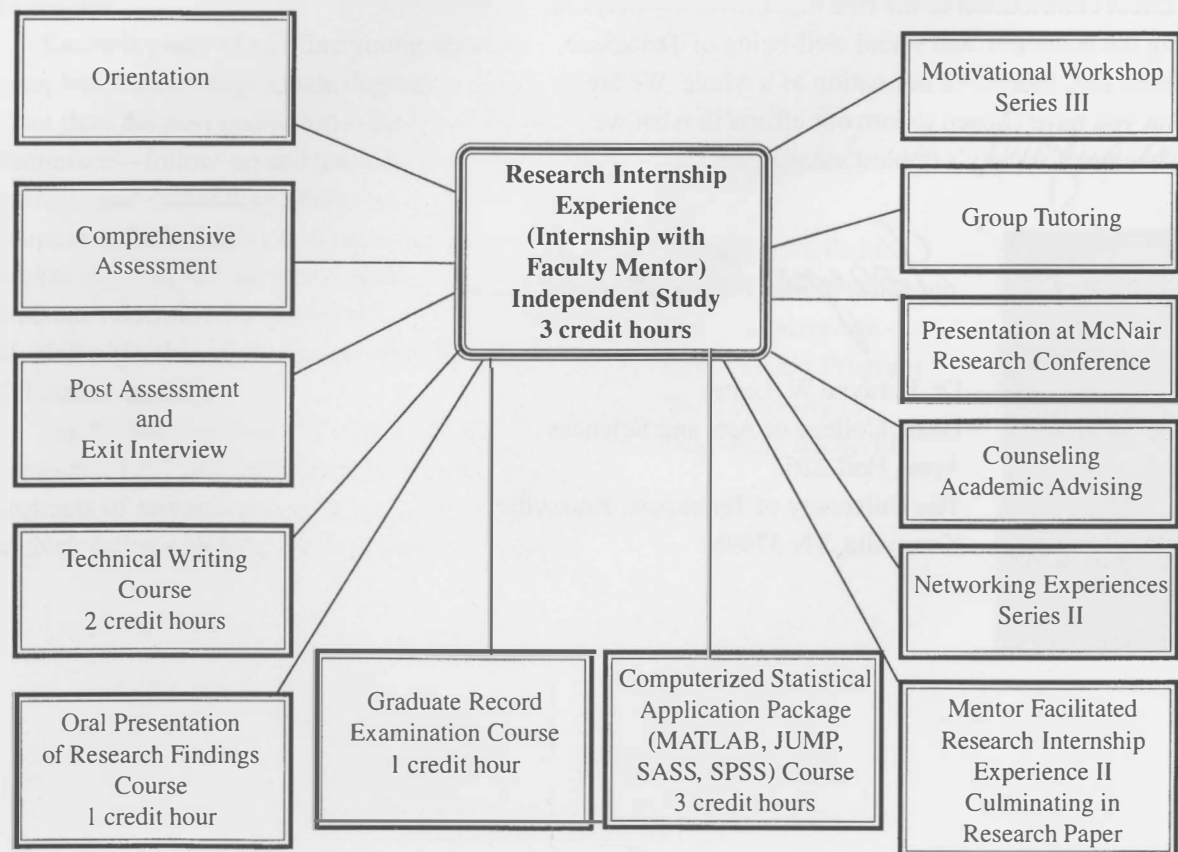 Orientation
Comprehensive
Assessment
Post Assessment
and
Exit Interview
Technical Writing
Course
2 credit hours
Oral Presentation
of Research Findings
Course
1 credit hour
Research Internship
Experience
(Internship with
Faculty Mentor)
Independent Study
3 credit hours
Graduate Record
Examination Course
1 credit hour
Computerized Statistical
Application Package
(MATLAB, JUMP,
SASS, SPSS) Course
3 credit hours
Motivational Workshop
Series III
Group Tutoring
Presentation at McNair
Research Conference
Counseling
Academic Advising
Networking Experiences
Series II
Mentor Facilitated
Research Internship
Experience II
Culminating in
Research Paper